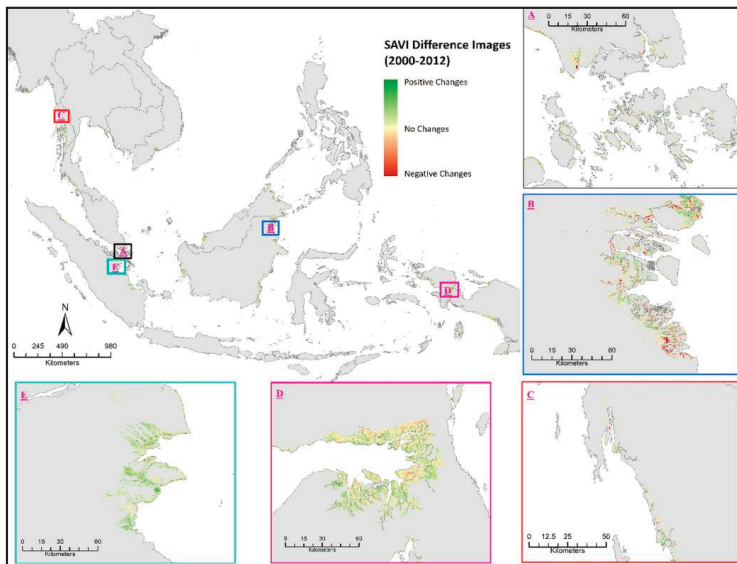 SAVI Difference Images
(2000-2012)
Positive Changes
No Changes
Negative Changes
C
A
E
B
D
N
0 245 490 980
Kilometers
A
0 15 30 60
Kilometers
B
0 15 30 60
Kilometers
E
0 15 30 60
Kilometers
D
0 15 30 60
Kilometers
C
0 12.5 25 50
Kilometers